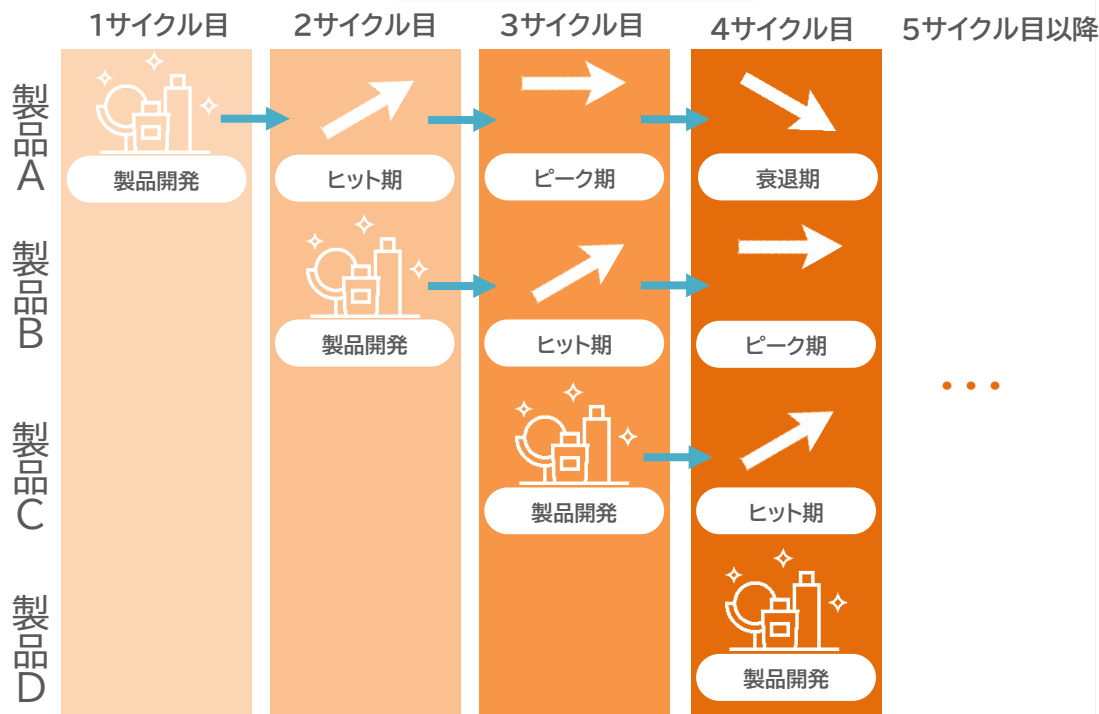 1サイクル目 2サイクル目 3サイクル目 4サイクル目 5サイクル目以降
製品A
製品開発 ヒット期 ピーク期 衰退期
製品B
製品開発 ヒット期 ピーク期
・・・
製品C
製品開発 ヒット期
製品D
製品開発